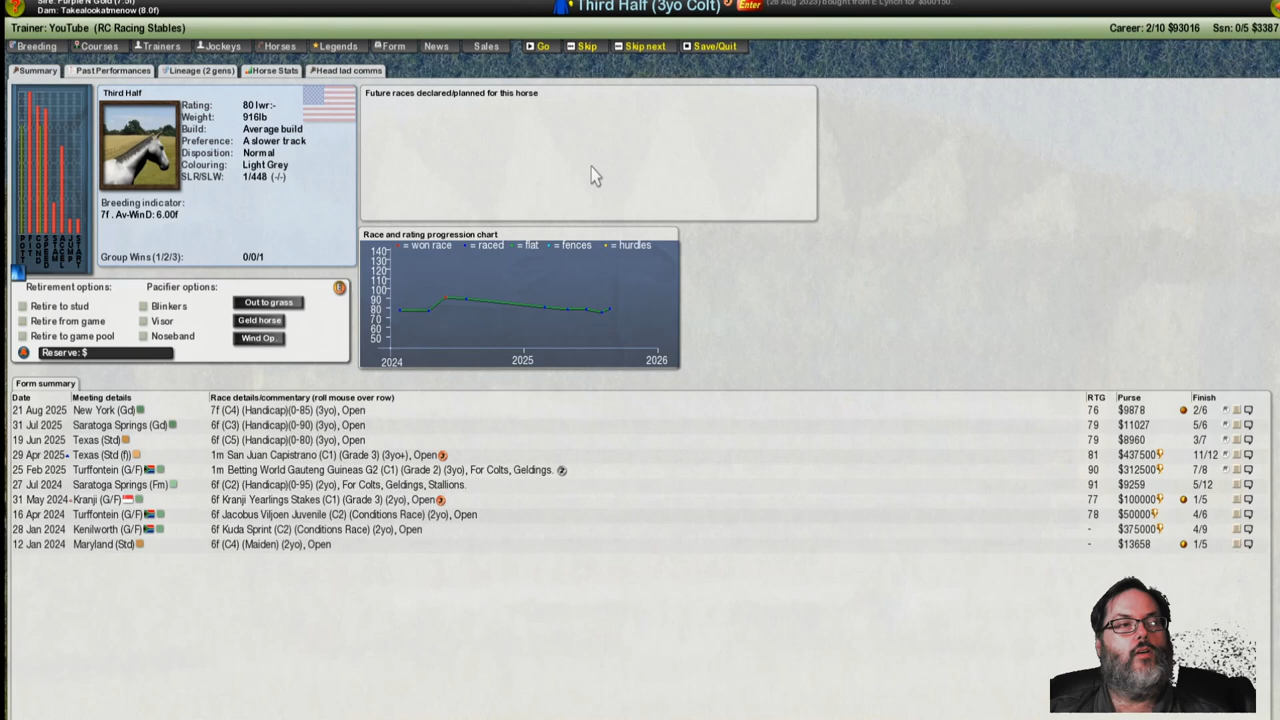 Sire: Purple N Gold (7.5f)
Dam: Takealookatmenow (8.0f)
Third Half (3yo Colt) Enter
(28 Aug 2023) bought from E Lynch for $300150.
Trainer: YouTube (RC Racing Stables)
Career: 2/10 $93016 Ssn: 0/5 $3387
Breeding Courses Trainers Jockeys Horses Legends Form News Sales Go Skip Skip next Save/Quit
Summary Past Performances Lineage (2 gens) Horse Stats Head lad comms
Third Half
Rating: 80 lwr:-
Weight: 916lb
Build: Average build
Preference: A slower track
Disposition: Normal
Colouring: Light Grey
SLR/SLW: 1/448 (-/-)
Breeding indicator:
7f . Av-WinD: 6.00f
Group Wins (1/2/3): 0/0/1
Future races declared/planned for this horse
Race and rating progression chart
= won race = raced = flat = fences = hurdles
140
130
120
110
100
90
80
70
60
50
2024 2025 2026
Retirement options: Pacifier options:
Retire to stud Blinkers Out to grass
Retire from game Visor Geld horse
Retire to game pool Noseband Wind Op.
Reserve: $
Form summary
Date Meeting details Race details/commentary (roll mouse over row) RTG Purse Finish
21 Aug 2025 New York (Gd) 7f (C4) (Handicap)(0-85) (3yo), Open 76 $9878 2/6
31 Jul 2025 Saratoga Springs (Gd) 6f (C3) (Handicap)(0-90) (3yo), Open 79 $11027 5/6
19 Jun 2025 Texas (Std) 6f (C5) (Handicap)(0-80) (3yo), Open 79 $8960 3/7
29 Apr 2025 Texas (Std (f)) 1m San Juan Capistrano (C1) (Grade 3) (3yo+), Open 81 $437500 11/12
25 Feb 2025 Turffontein (G/F) 1m Betting World Gauteng Guineas G2 (C1) (Grade 2) (3yo), For Colts, Geldings. 90 $312500 7/8
27 Jul 2024 Saratoga Springs (Fm) 6f (C2) (Handicap)(0-95) (2yo), For Colts, Geldings, Stallions. 91 $9259 5/12
31 May 2024 Kranji (G/F) 6f Kranji Yearlings Stakes (C1) (Grade 3) (2yo), Open 77 $100000 1/5
16 Apr 2024 Turffontein (G/F) 6f Jacobus Viljoen Juvenile (C2) (Conditions Race) (2yo), Open 78 $50000 4/6
28 Jan 2024 Kenilworth (G/F) 6f Kuda Sprint (C2) (Conditions Race) (2yo), Open - $375000 4/9
12 Jan 2024 Maryland (Std) 6f (C4) (Maiden) (2yo), Open - $13658 1/5